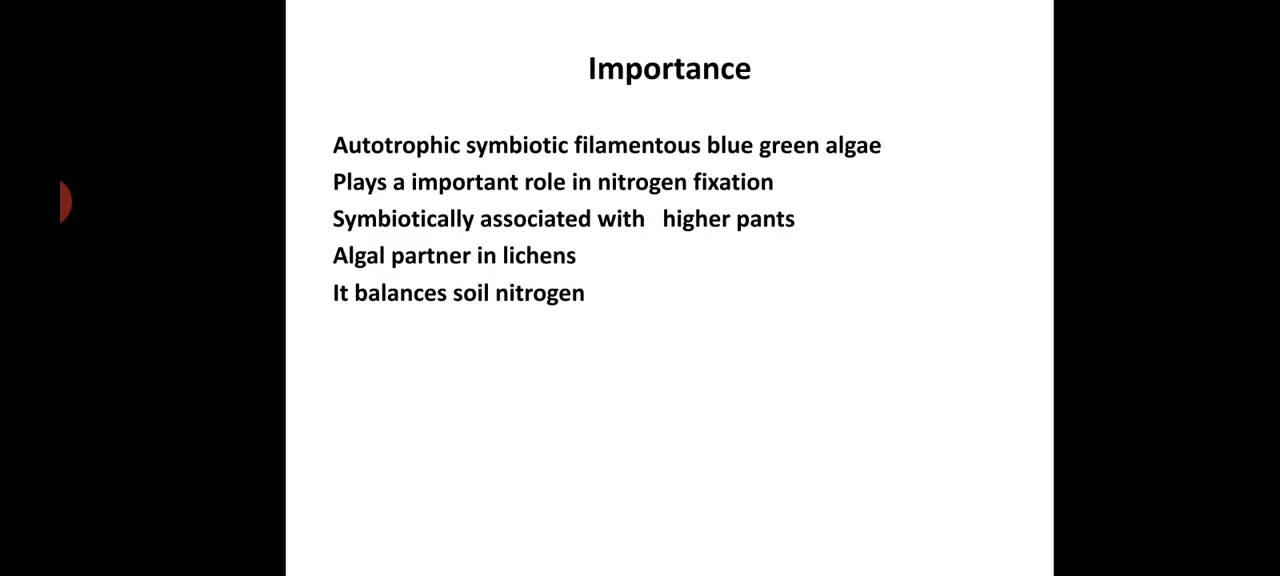 Importance
Autotrophic symbiotic filamentous blue green algae
Plays a important role in nitrogen fixation
Symbiotically associated with   higher pants
Algal partner in lichens
It balances soil nitrogen